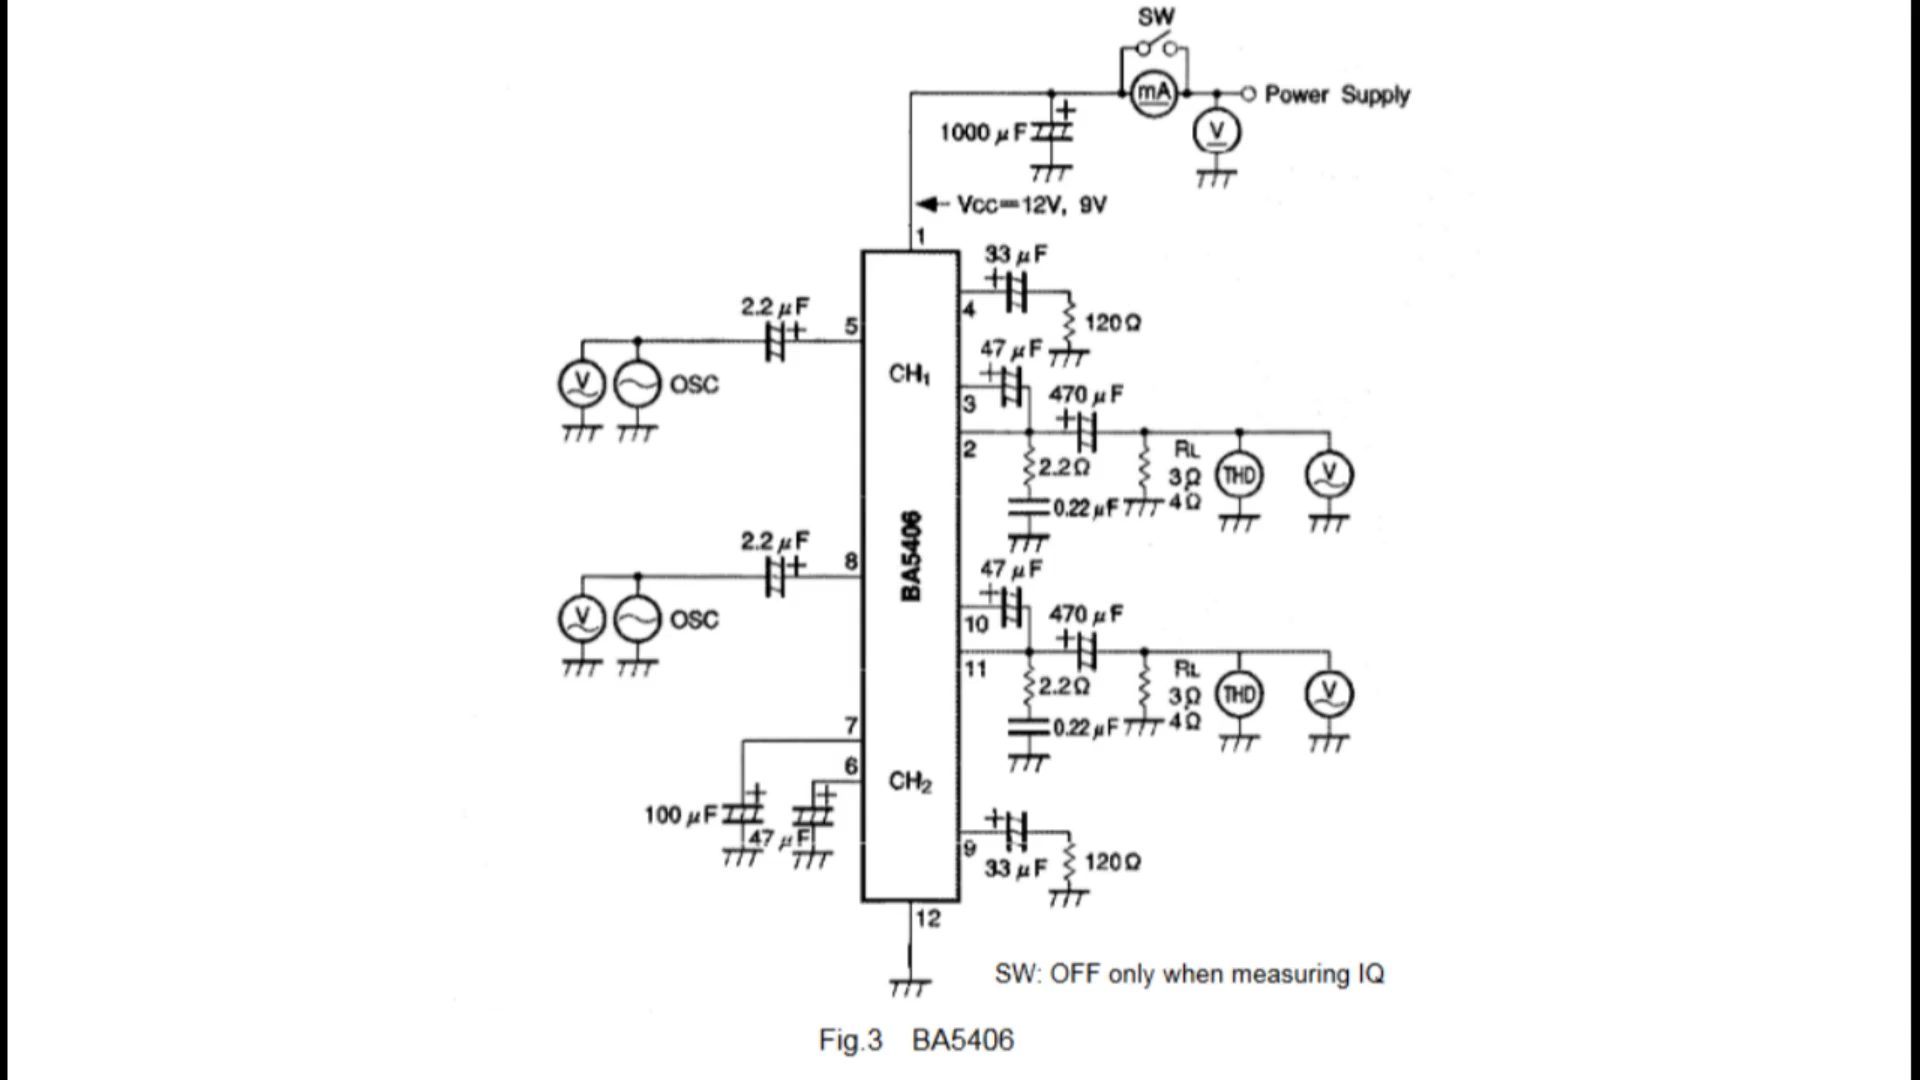 SW
mA
Power Supply
V
1000 μF
+
Vcc=12V, 9V
1
33 μF
+
4
120Ω
2.2 μF
+
5
V
OSC
CH1
47 μF
+
3
470 μF
+
2
2.2Ω
0.22 μF
RL
3Ω
4Ω
THD
V
BA5406
2.2 μF
+
8
V
OSC
47 μF
+
10
470 μF
+
11
2.2Ω
0.22 μF
RL
3Ω
4Ω
THD
V
7
6
CH2
100 μF
+
47 μF
+
9
+
33 μF
120Ω
12
SW: OFF only when measuring IQ
Fig.3 BA5406